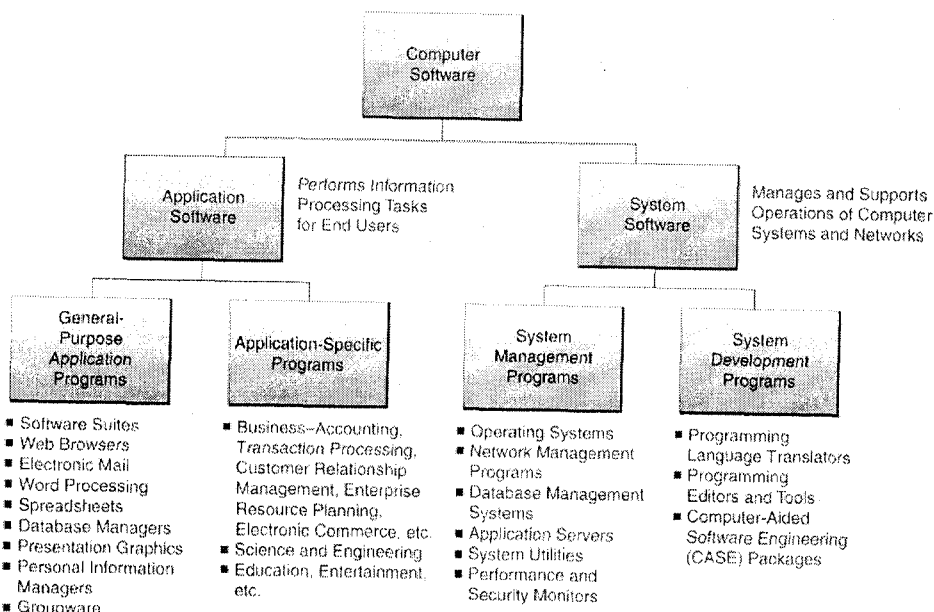 Computer
Software
Application
Software
Performs Information
Processing Tasks
for End Users
System
Software
Manages and Supports
Operations of Computer
Systems and Networks
General-
Purpose
Application
Programs
■ Software Suites
■ Web Browsers
■ Electronic Mail
■ Word Processing
■ Spreadsheets
■ Database Managers
■ Presentation Graphics
■ Personal Information
Managers
■ Groupware
Application-Specific
Programs
■ Business–Accounting,
Transaction Processing,
Customer Relationship
Management, Enterprise
Resource Planning,
Electronic Commerce, etc.
■ Science and Engineering
■ Education, Entertainment,
etc.
System
Management
Programs
■ Operating Systems
■ Network Management
Programs
■ Database Management
Systems
■ Application Servers
■ System Utilities
■ Performance and
Security Monitors
System
Development
Programs
■ Programming
Language Translators
■ Programming
Editors and Tools
■ Computer-Aided
Software Engineering
(CASE) Packages